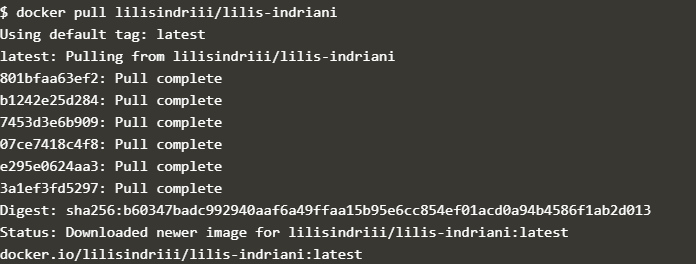 $ docker pull lilisindriii/lilis-indriani
Using default tag: latest
latest: Pulling from lilisindriii/lilis-indriani
801bfaa63ef2: Pull complete
b1242e25d284: Pull complete
7453d3e6b909: Pull complete
07ce7418c4f8: Pull complete
e295e0624aa3: Pull complete
3a1ef3fd5297: Pull complete
Digest: sha256:b60347badc992940aaf6a49ffaa15b95e6cc854ef01acd0a94b4586f1ab2d013
Status: Downloaded newer image for lilisindriii/lilis-indriani:latest
docker.io/lilisindriii/lilis-indriani:latest